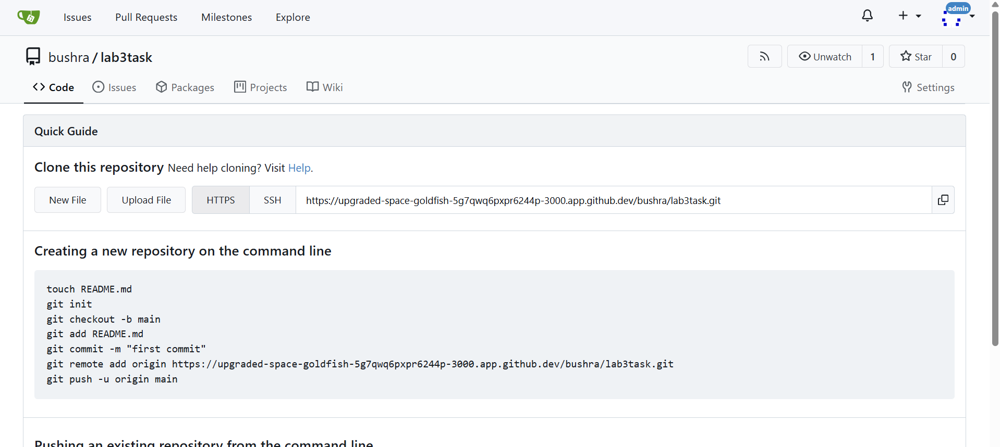 Issues Pull Requests Milestones Explore admin
bushra / lab3task Unwatch 1 Star 0
Code Issues Packages Projects Wiki Settings
Quick Guide
Clone this repository Need help cloning? Visit Help.
New File Upload File HTTPS SSH https://upgraded-space-goldfish-5g7qwq6pxpr6244p-3000.app.github.dev/bushra/lab3task.git
Creating a new repository on the command line
touch README.md
git init
git checkout -b main
git add README.md
git commit -m "first commit"
git remote add origin https://upgraded-space-goldfish-5g7qwq6pxpr6244p-3000.app.github.dev/bushra/lab3task.git
git push -u origin main
Pushing an existing repository from the command line